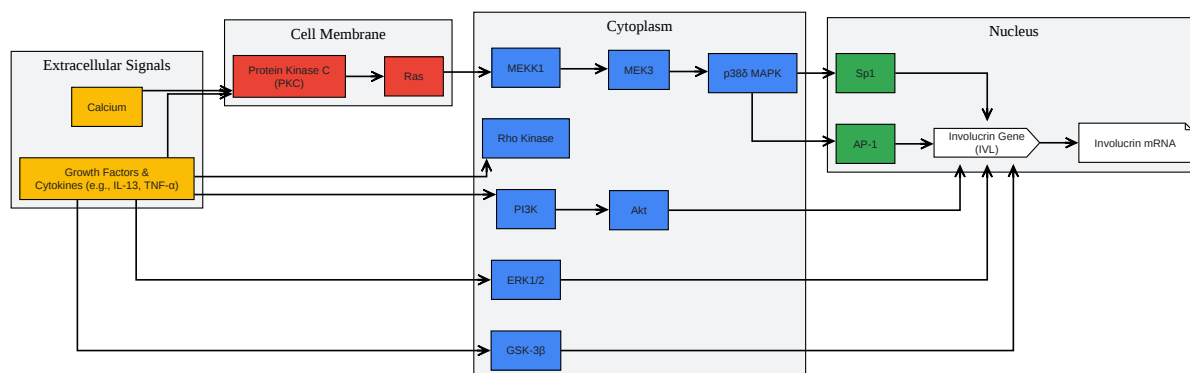 Extracellular Signals
Calcium
Growth Factors &
Cytokines (e.g., IL-13, TNF-α)
Cell Membrane
Protein Kinase C
(PKC)
Ras
Cytoplasm
MEKK1
MEK3
p38δ MAPK
Rho Kinase
PI3K
Akt
ERK1/2
GSK-3β
Nucleus
Sp1
AP-1
Involucrin Gene
(IVL)
Involucrin mRNA